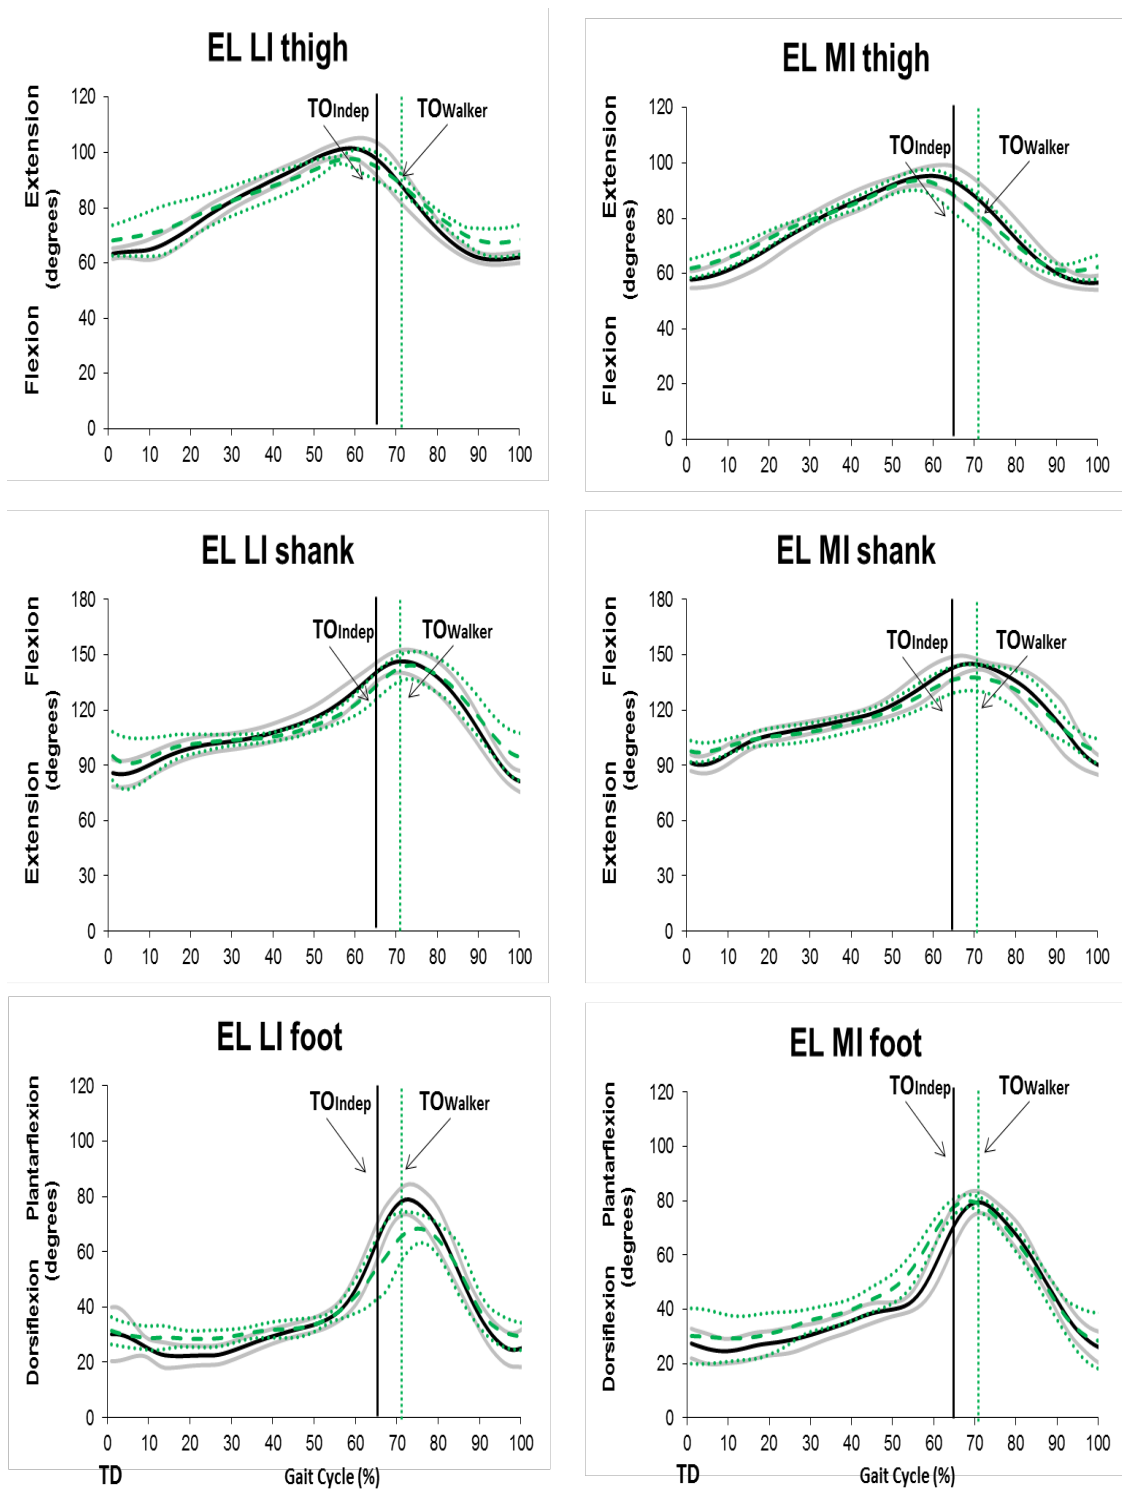 EL LI thigh
Flexion Extension
(degrees)
120
100
80
60
40
20
0
TOIndep
TOWalker
0 10 20 30 40 50 60 70 80 90 100
EL MI thigh
Flexion Extension
(degrees)
120
100
80
60
40
20
0
TOIndep
TOWalker
0 10 20 30 40 50 60 70 80 90 100
EL LI shank
Extension Flexion
(degrees)
180
150
120
90
60
30
0
TOIndep
TOWalker
0 10 20 30 40 50 60 70 80 90 100
EL MI shank
Extension Flexion
(degrees)
180
150
120
90
60
30
0
TOIndep
TOWalker
0 10 20 30 40 50 60 70 80 90 100
EL LI foot
Dorsiflexion Plantarflexion
(degrees)
120
100
80
60
40
20
0
TOIndep
TOWalker
0 10 20 30 40 50 60 70 80 90 100
TD Gait Cycle (%)
EL MI foot
Dorsiflexion Plantarflexion
(degrees)
120
100
80
60
40
20
0
TOIndep
TOWalker
0 10 20 30 40 50 60 70 80 90 100
TD Gait Cycle (%)